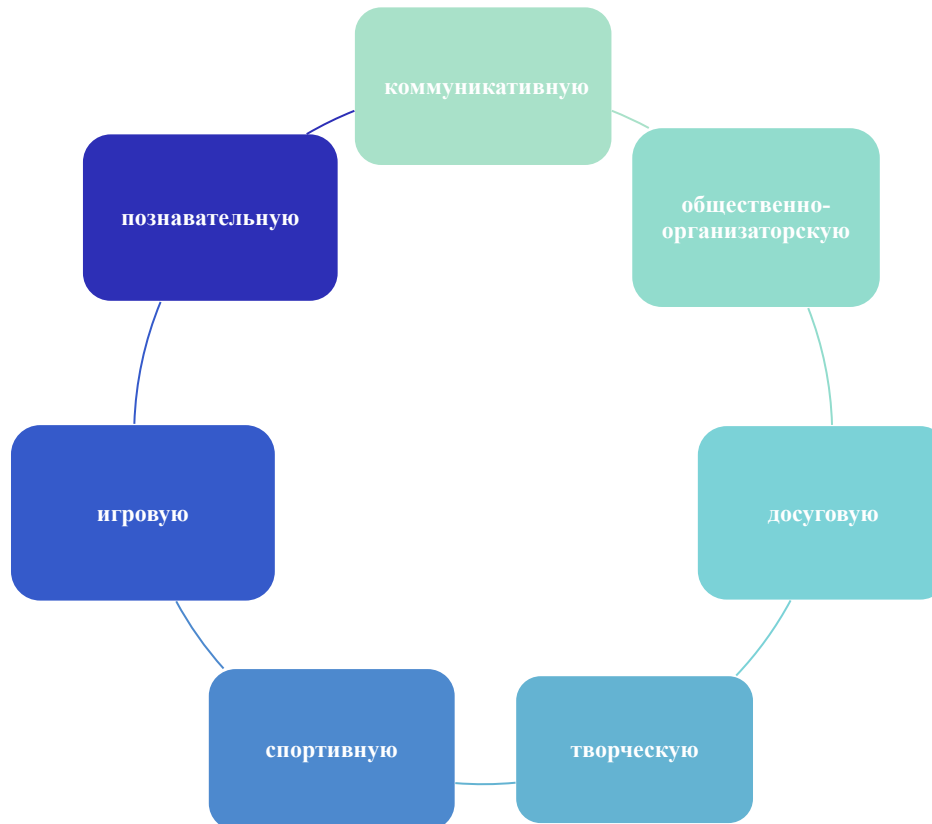 коммуникативную
общественно-
организаторскую
досуговую
творческую
спортивную
игровую
познавательную